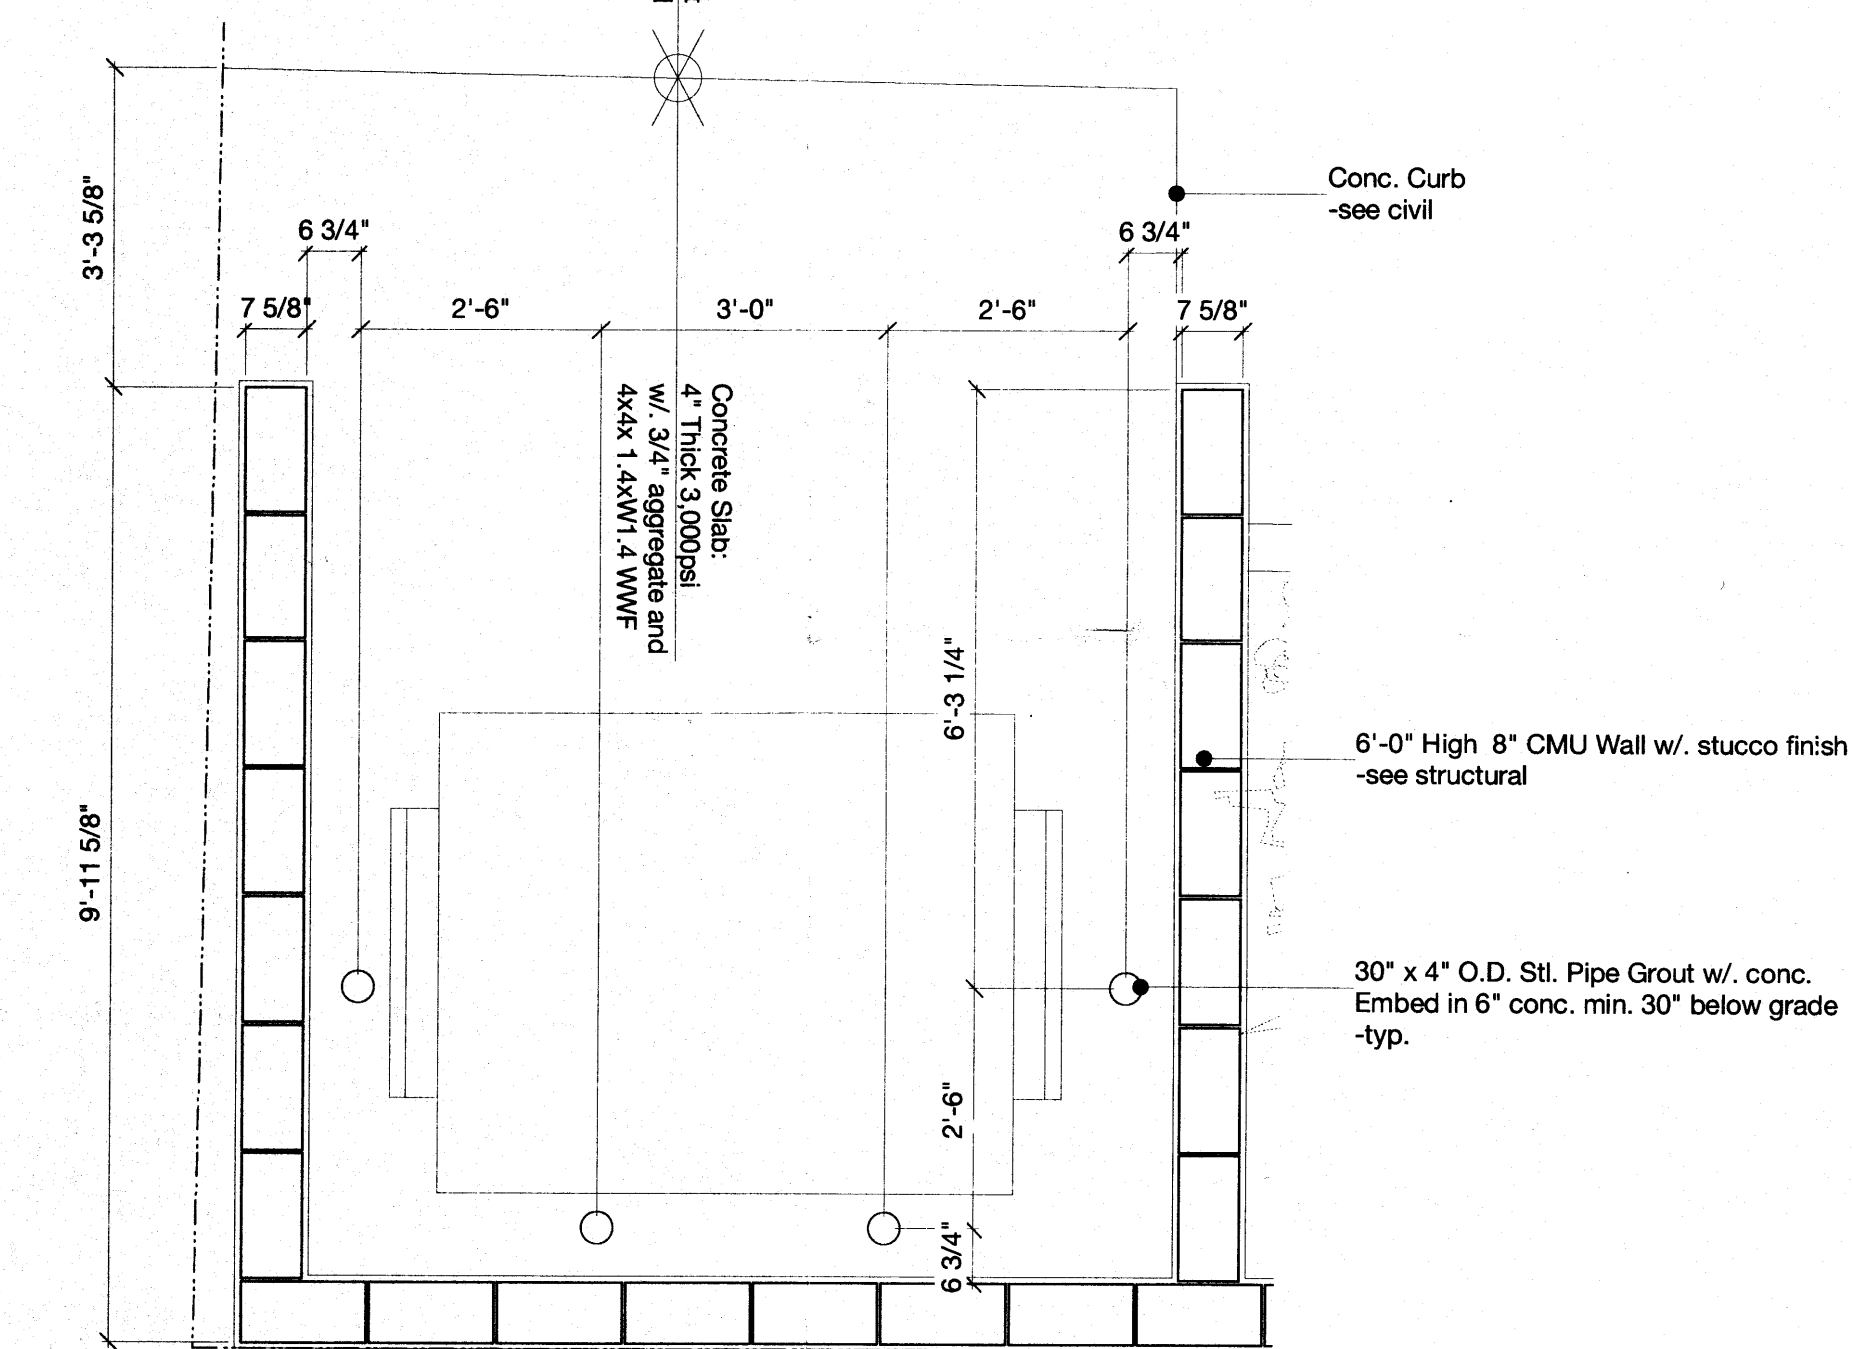 Conc. Curb
-see civil
3'-3 5/8"
6 3/4"
6 3/4"
7 5/8"
2'-6"
3'-0"
2'-6"
7 5/8"
Concrete Slab:
4" Thick 3,000psi
w/. 3/4" aggregate and
4x4x 1.4xW1.4 WWF
6'-3 1/4"
6'-0" High 8" CMU Wall w/. stucco finish
-see structural
9'-11 5/8"
30" x 4" O.D. Stl. Pipe Grout w/. conc.
Embed in 6" conc. min. 30" below grade
-typ.
2'-6"
6 3/4"